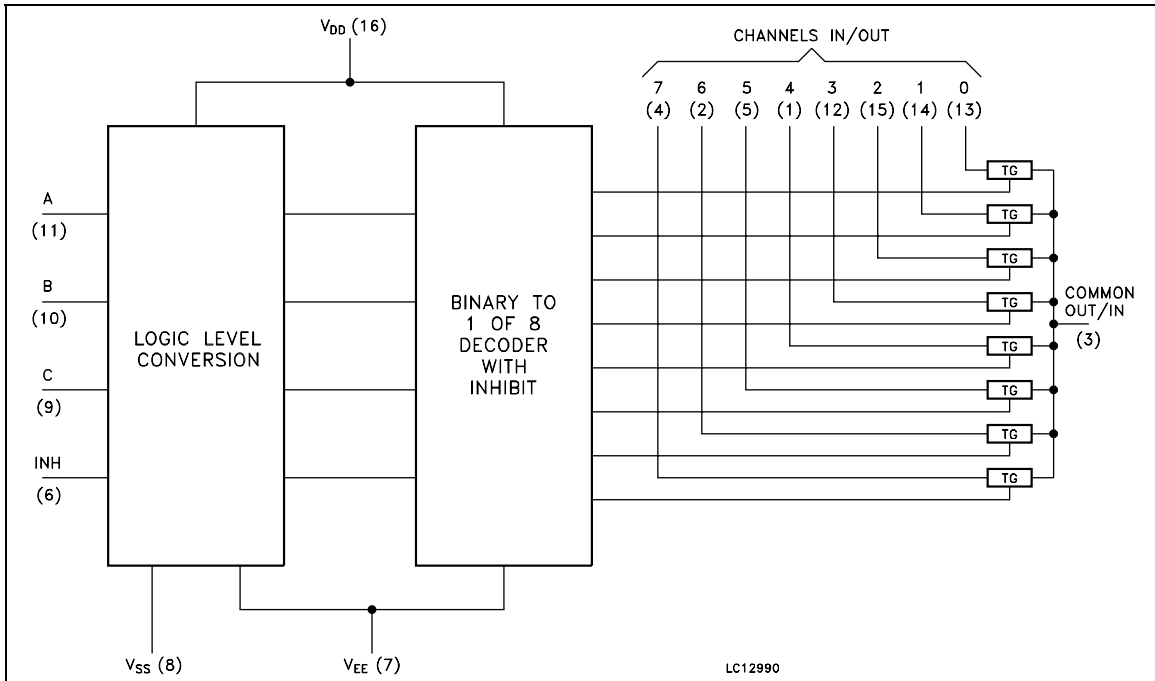 V_DD (16)
CHANNELS IN/OUT
7 6 5 4 3 2 1 0
(4) (2) (5) (1) (12) (15) (14) (13)
TG
A
(11)
TG
TG
B
(10)
BINARY TO
1 OF 8
DECODER
WITH
INHIBIT
TG
COMMON
OUT/IN
(3)
LOGIC LEVEL
CONVERSION
TG
C
(9)
TG
TG
INH
(6)
TG
V_SS (8)
V_EE (7)
LC12990